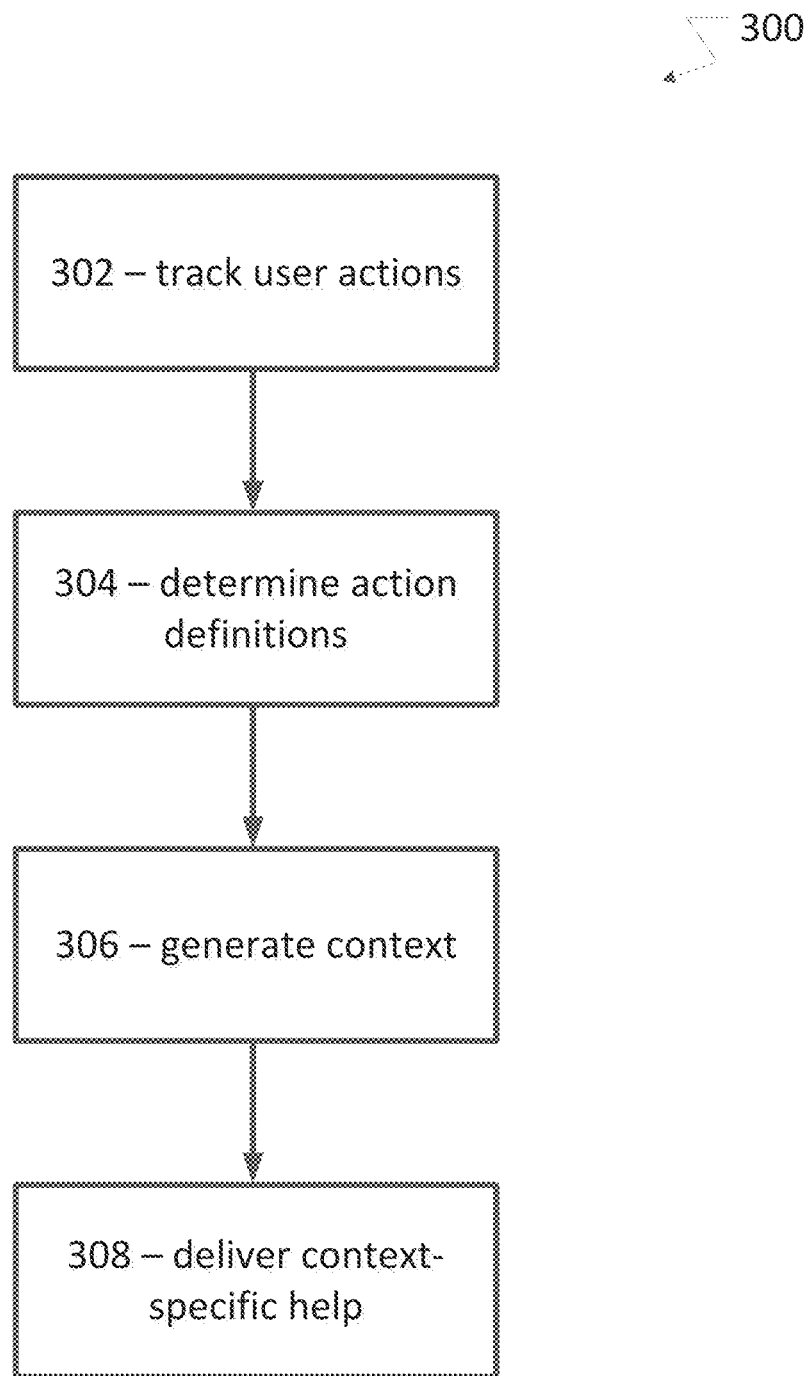 300
302 – track user actions
304 – determine action
definitions
306 – generate context
308 – deliver context-
specific help